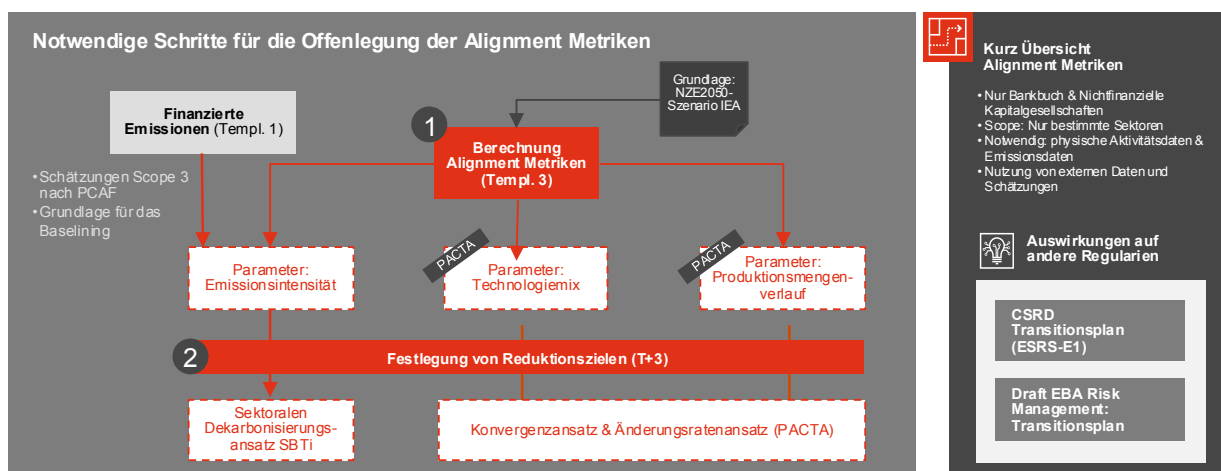 Notwendige Schritte für die Offenlegung der Alignment Metriken
Grundlage:
NZE2050-
Szenario IEA
Finanzierte
Emissionen (Templ. 1)
1
Berechnung
Alignment Metriken
(Templ. 3)
• Schätzungen Scope 3
nach PCAF
• Grundlage für das
Baselining
Parameter:
Emissionsintensität
PACTA
Parameter:
Technologiemix
PACTA
Parameter:
Produktionsmengen-
verlauf
2
Festlegung von Reduktionszielen (T+3)
Sektoralen
Dekarbonisierungs-
ansatz SBTi
Konvergenzansatz & Änderungsratenansatz (PACTA)
Kurz Übersicht
Alignment Metriken
• Nur Bankbuch & Nichtfinanzielle
Kapitalgesellschaften
• Scope: Nur bestimmte Sektoren
• Notwendig: physische Aktivitätsdaten &
Emissionsdaten
• Nutzung von externen Daten und
Schätzungen
Auswirkungen auf
andere Regularien
CSRD
Transitionsplan
(ESRS-E1)
Draft EBA Risk
Management:
Transitionsplan